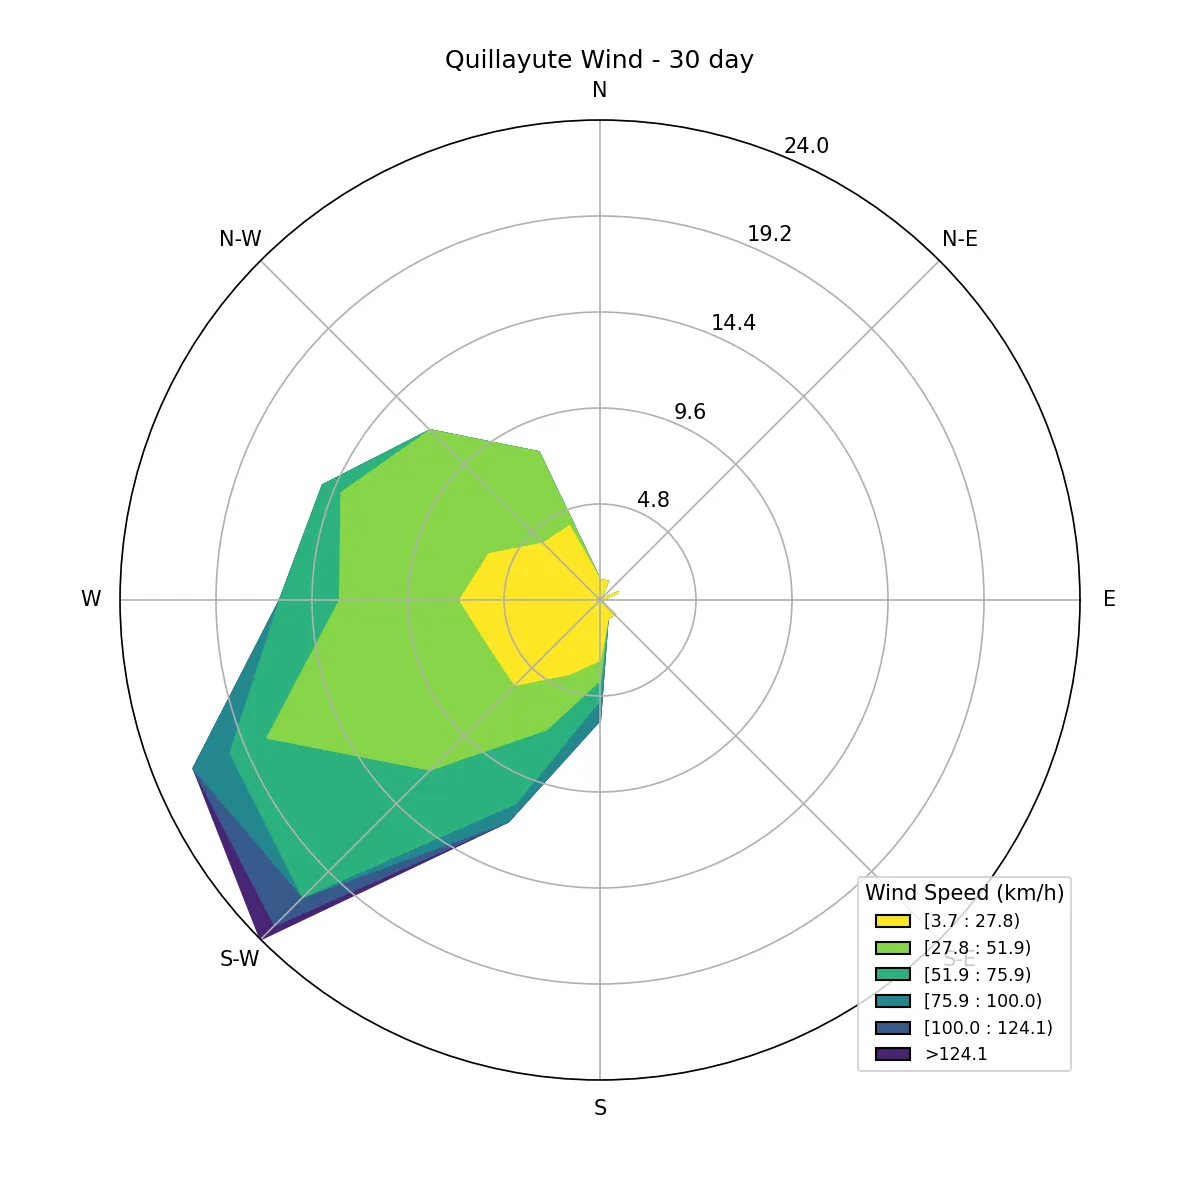 Quillayute Wind - 30 day
N
24.0
N-W
19.2
N-E
14.4
9.6
4.8
W
E
Wind Speed (km/h)
[3.7 : 27.8)
[27.8 : 51.9)
S-W
S-E
[51.9 : 75.9)
[75.9 : 100.0)
[100.0 : 124.1)
>124.1
S